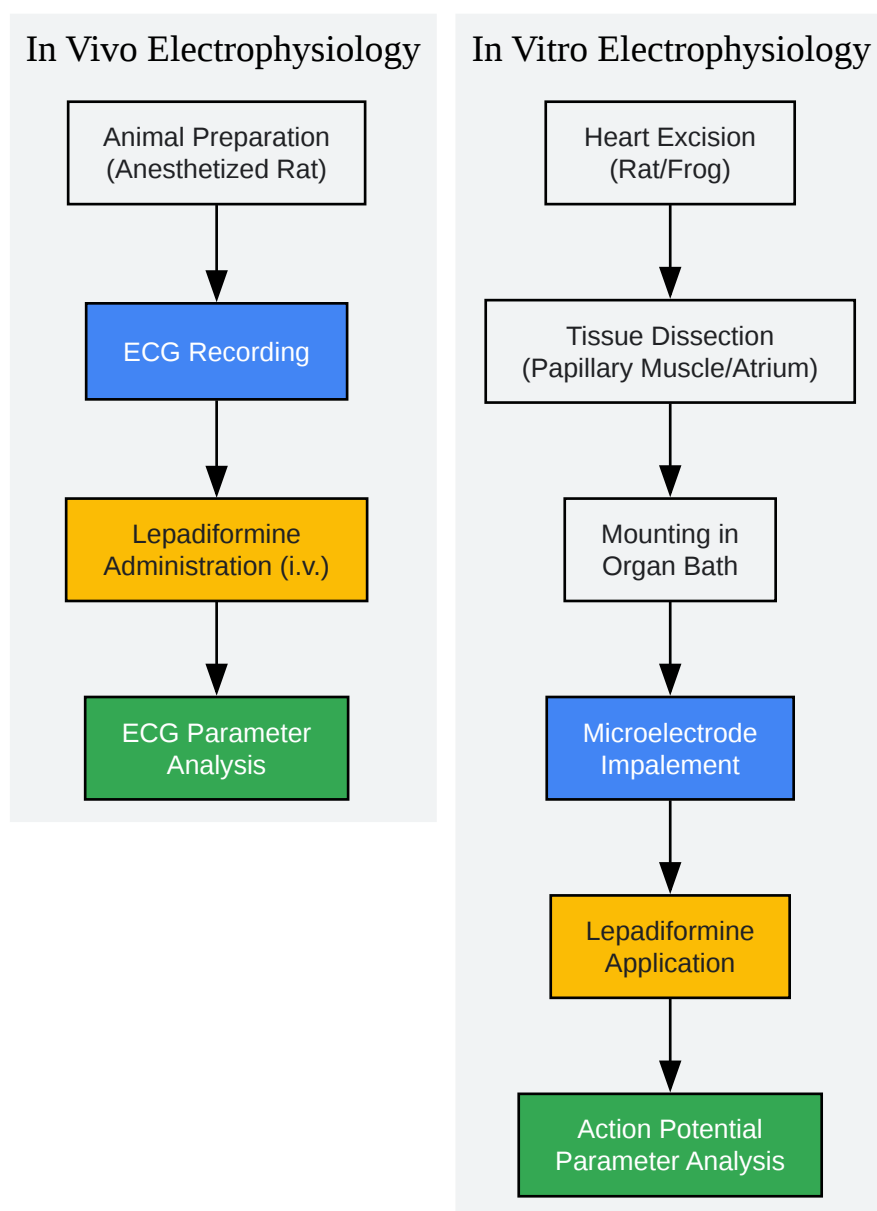 In Vivo Electrophysiology
Animal Preparation
(Anesthetized Rat)
ECG Recording
Lepadiformine
Administration (i.v.)
ECG Parameter
Analysis
In Vitro Electrophysiology
Heart Excision
(Rat/Frog)
Tissue Dissection
(Papillary Muscle/Atrium)
Mounting in
Organ Bath
Microelectrode
Impalement
Lepadiformine
Application
Action Potential
Parameter Analysis